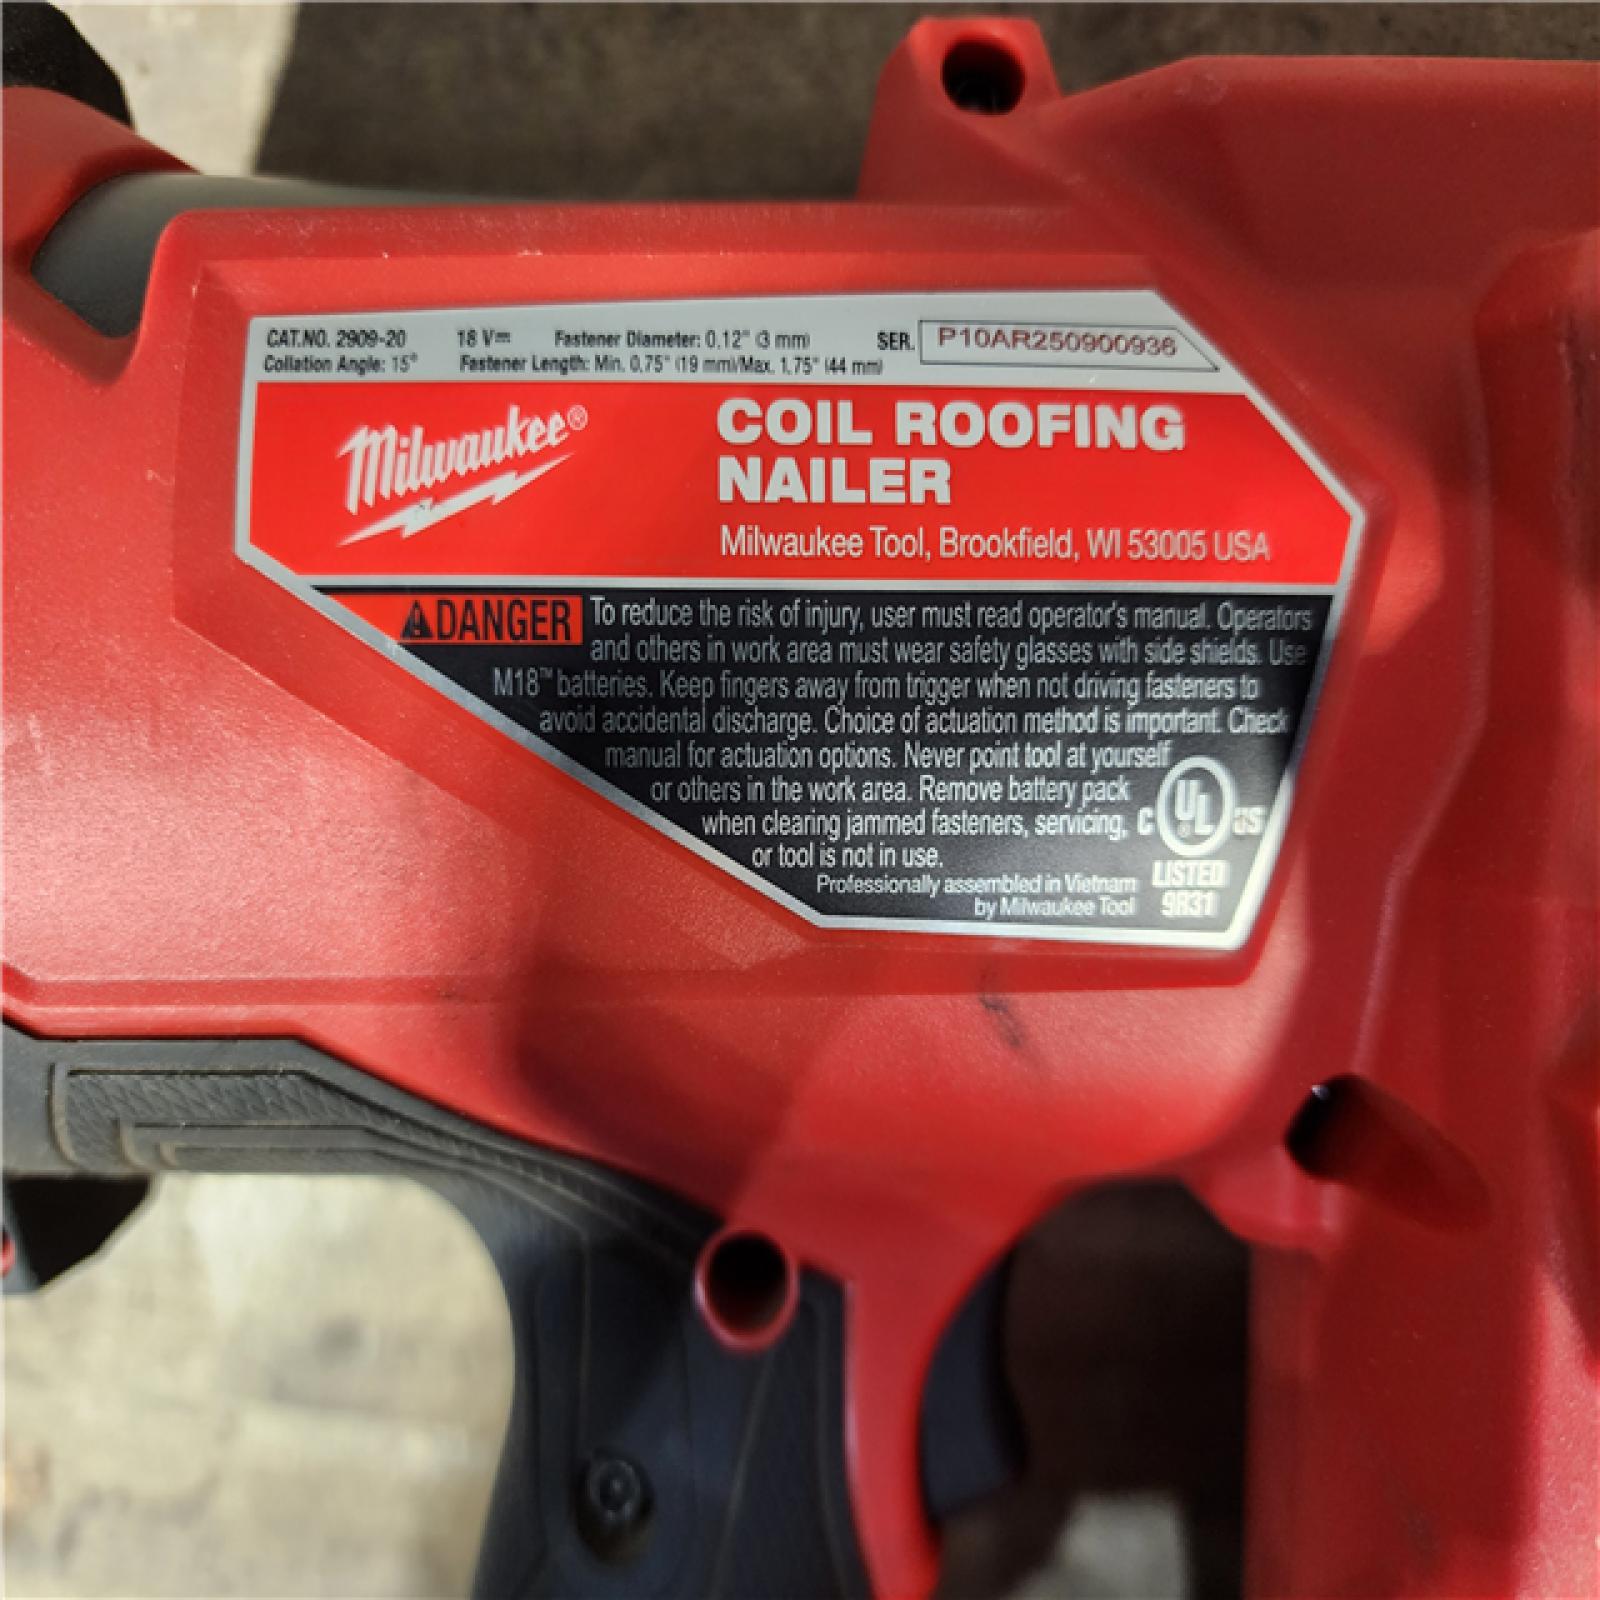 CAT.NO. 2909-20 18 V⎓ Fastener Diameter: 0.12" (3 mm) SER. P10AR250900936
Collation Angle: 15° Fastener Length: Min. 0.75" (19 mm)/Max. 1.75" (44 mm)
Milwaukee®
COIL ROOFING
NAILER
Milwaukee Tool, Brookfield, WI 53005 USA
⚠DANGER To reduce the risk of injury, user must read operator's manual. Operators
and others in work area must wear safety glasses with side shields. Use
M18™ batteries. Keep fingers away from trigger when not driving fasteners to
avoid accidental discharge. Choice of actuation method is important. Check
manual for actuation options. Never point tool at yourself
or others in the work area. Remove battery pack
when clearing jammed fasteners, servicing,
or tool is not in use.
Professionally assembled in Vietnam
by Milwaukee Tool
C UL® US
LISTED
9R31